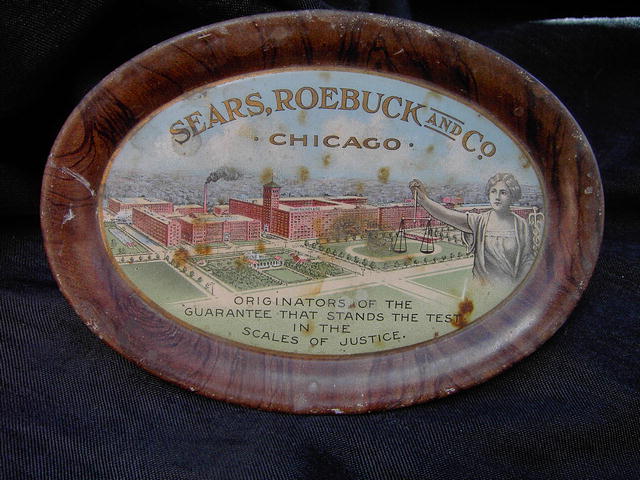 SEARS, ROEBUCK AND CO
· CHICAGO ·
ORIGINATORS OF THE
GUARANTEE THAT STANDS THE TEST
IN THE
SCALES OF JUSTICE.